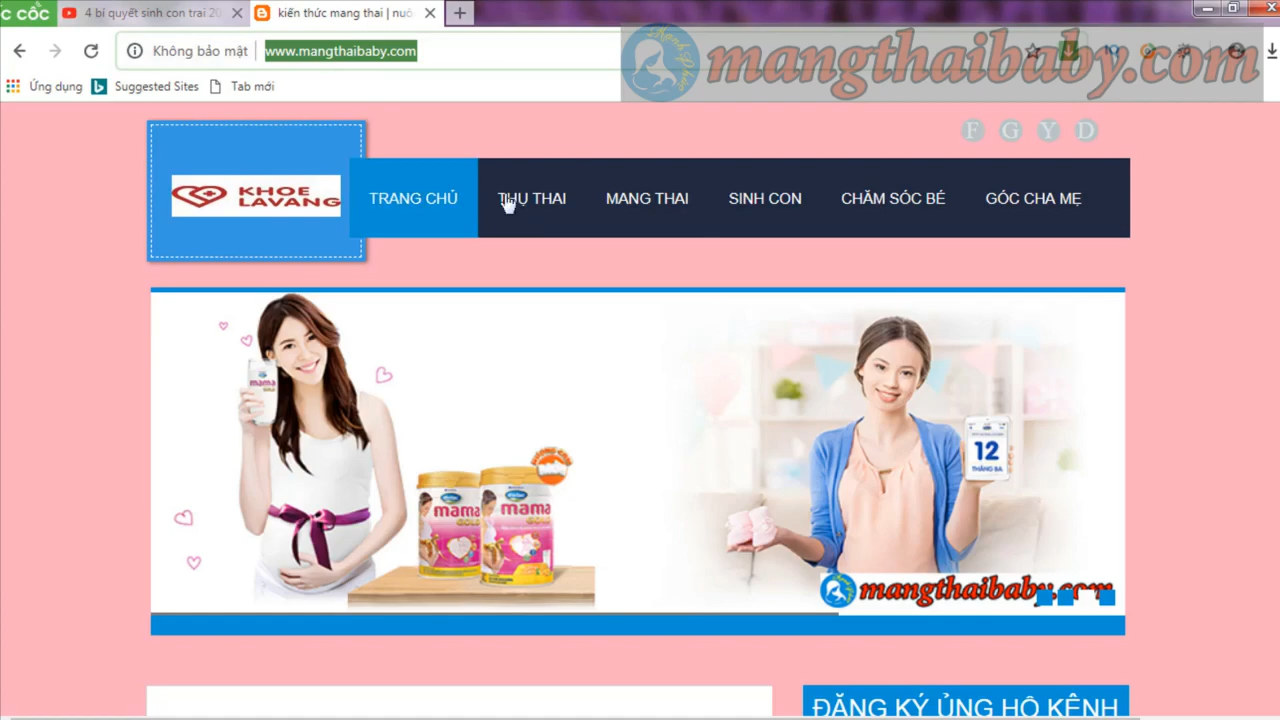 c cốc
4 bí quyết sinh con trai 20
kiến thức mang thai | nuô
Không bảo mật
www.mangthaibaby.com
mangthaibaby.com
Ứng dụng
Suggested Sites
Tab mới
F G Y D
KHOE
LAVANG
TRANG CHỦ
THỤ THAI
MANG THAI
SINH CON
CHĂM SÓC BÉ
GÓC CHA MẸ
mama
GOLD
mama
GOLD
mama
GOLD
12
THÁNG BA
mangthaibaby.com
ĐĂNG KÝ ỦNG HỘ KÊNH